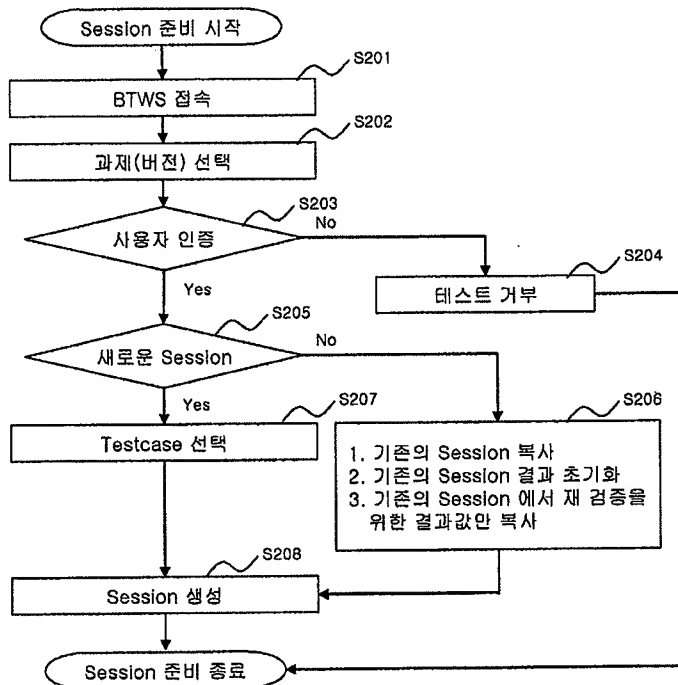 Session 준비 시작
S201
BTWS 접속
S202
과제(버전) 선택
S203
사용자 인증
No
S204
테스트 거부
Yes
S205
새로운 Session
No
Yes
S207
Testcase 선택
S206
1. 기존의 Session 복사
2. 기존의 Session 결과 초기화
3. 기존의 Session 에서 재 검증을
위한 결과값만 복사
S208
Session 생성
Session 준비 종료